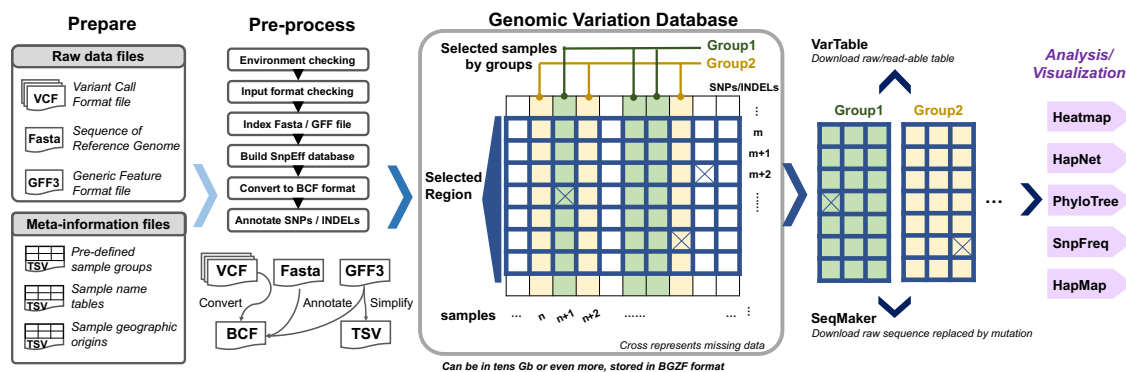 Prepare
Raw data files
VCF
Variant Call
Format file
Fasta
Sequence of
Reference Genome
GFF3
Generic Feature
Format file
Meta-information files
TSV
Pre-defined
sample groups
TSV
Sample name
tables
TSV
Sample geographic
origins
Pre-process
Environment checking
Input format checking
Index Fasta / GFF file
Build SnpEff database
Convert to BCF format
Annotate SNPs / INDELs
VCF
Fasta
GFF3
Convert
Annotate
Simplify
BCF
TSV
Genomic Variation Database
Selected samples
by groups
Group1
Group2
SNPs/INDELs
...
m
m+1
m+2
......
Selected
Region
samples
... n n+1 n+2 ...... ... ...
Cross represents missing data
Can be in tens Gb or even more, stored in BGZF format
VarTable
Download raw/read-able table
Group1
Group2
...
SeqMaker
Download raw sequence replaced by mutation
Analysis/
Visualization
Heatmap
HapNet
PhyloTree
SnpFreq
HapMap